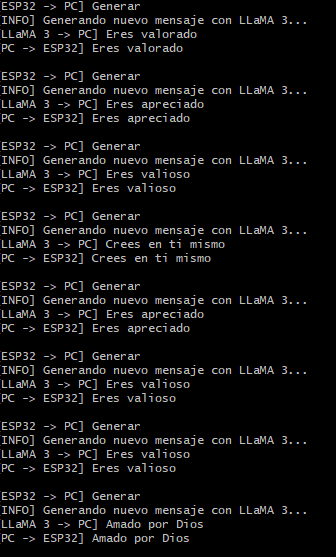 [ESP32 -> PC] Generar
[INFO] Generando nuevo mensaje con LLaMA 3...
[LLaMA 3 -> PC] Eres valorado
[PC -> ESP32] Eres valorado
[ESP32 -> PC] Generar
[INFO] Generando nuevo mensaje con LLaMA 3...
[LLaMA 3 -> PC] Eres apreciado
[PC -> ESP32] Eres apreciado
[ESP32 -> PC] Generar
[INFO] Generando nuevo mensaje con LLaMA 3...
[LLaMA 3 -> PC] Eres valioso
[PC -> ESP32] Eres valioso
[ESP32 -> PC] Generar
[INFO] Generando nuevo mensaje con LLaMA 3...
[LLaMA 3 -> PC] Crees en ti mismo
[PC -> ESP32] Crees en ti mismo
[ESP32 -> PC] Generar
[INFO] Generando nuevo mensaje con LLaMA 3...
[LLaMA 3 -> PC] Eres apreciado
[PC -> ESP32] Eres apreciado
[ESP32 -> PC] Generar
[INFO] Generando nuevo mensaje con LLaMA 3...
[LLaMA 3 -> PC] Eres valioso
[PC -> ESP32] Eres valioso
[ESP32 -> PC] Generar
[INFO] Generando nuevo mensaje con LLaMA 3...
[LLaMA 3 -> PC] Eres valioso
[PC -> ESP32] Eres valioso
[ESP32 -> PC] Generar
[INFO] Generando nuevo mensaje con LLaMA 3...
[LLaMA 3 -> PC] Amado por Dios
[PC -> ESP32] Amado por Dios